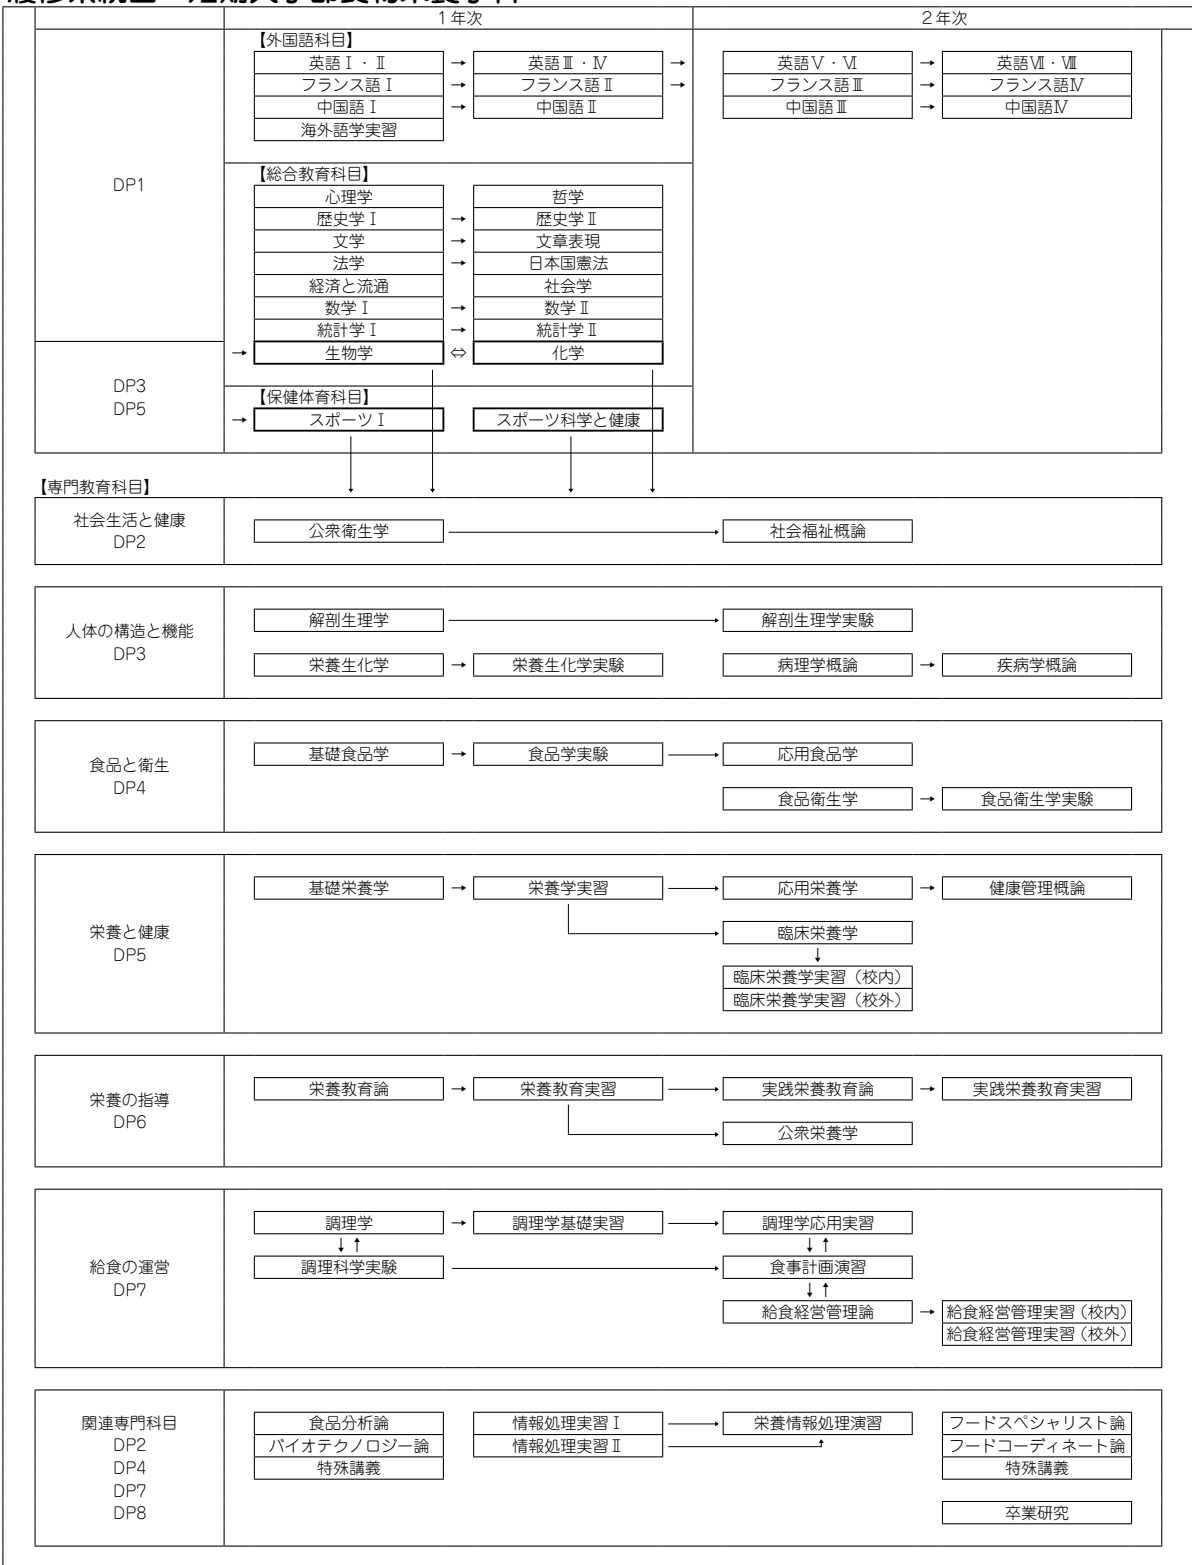 1年次 2年次
【外国語科目】
英語Ⅰ・Ⅱ → 英語Ⅲ・Ⅳ → 英語Ⅴ・Ⅵ → 英語Ⅶ・Ⅷ
フランス語Ⅰ → フランス語Ⅱ → フランス語Ⅲ → フランス語Ⅳ
中国語Ⅰ → 中国語Ⅱ 中国語Ⅲ → 中国語Ⅳ
海外語学実習
DP1
【総合教育科目】
心理学 哲学
歴史学Ⅰ → 歴史学Ⅱ
文学 → 文章表現
法学 → 日本国憲法
経済と流通 社会学
数学Ⅰ → 数学Ⅱ
統計学Ⅰ → 統計学Ⅱ
→ 生物学 ⇔ 化学
DP3
DP5
【保健体育科目】
→ スポーツⅠ スポーツ科学と健康
【専門教育科目】
社会生活と健康
DP2
公衆衛生学 → 社会福祉概論
人体の構造と機能
DP3
解剖生理学 → 解剖生理学実験
栄養生化学 → 栄養生化学実験 病理学概論 → 疾病学概論
食品と衛生
DP4
基礎食品学 → 食品学実験 → 応用食品学
食品衛生学 → 食品衛生学実験
栄養と健康
DP5
基礎栄養学 → 栄養学実習 → 応用栄養学 → 健康管理概論
臨床栄養学
↓
臨床栄養学実習（校内）
臨床栄養学実習（校外）
栄養の指導
DP6
栄養教育論 → 栄養教育実習 → 実践栄養教育論 → 実践栄養教育実習
公衆栄養学
給食の運営
DP7
調理学 → 調理学基礎実習 → 調理学応用実習
↓↑ ↓↑
調理科学実験 → 食事計画演習
↓↑
給食経営管理論 → 給食経営管理実習（校内）
給食経営管理実習（校外）
関連専門科目
DP2
DP4
DP7
DP8
食品分析論 情報処理実習Ⅰ → 栄養情報処理演習 フードスペシャリスト論
バイオテクノロジー論 情報処理実習Ⅱ フードコーディネート論
特殊講義 特殊講義
卒業研究